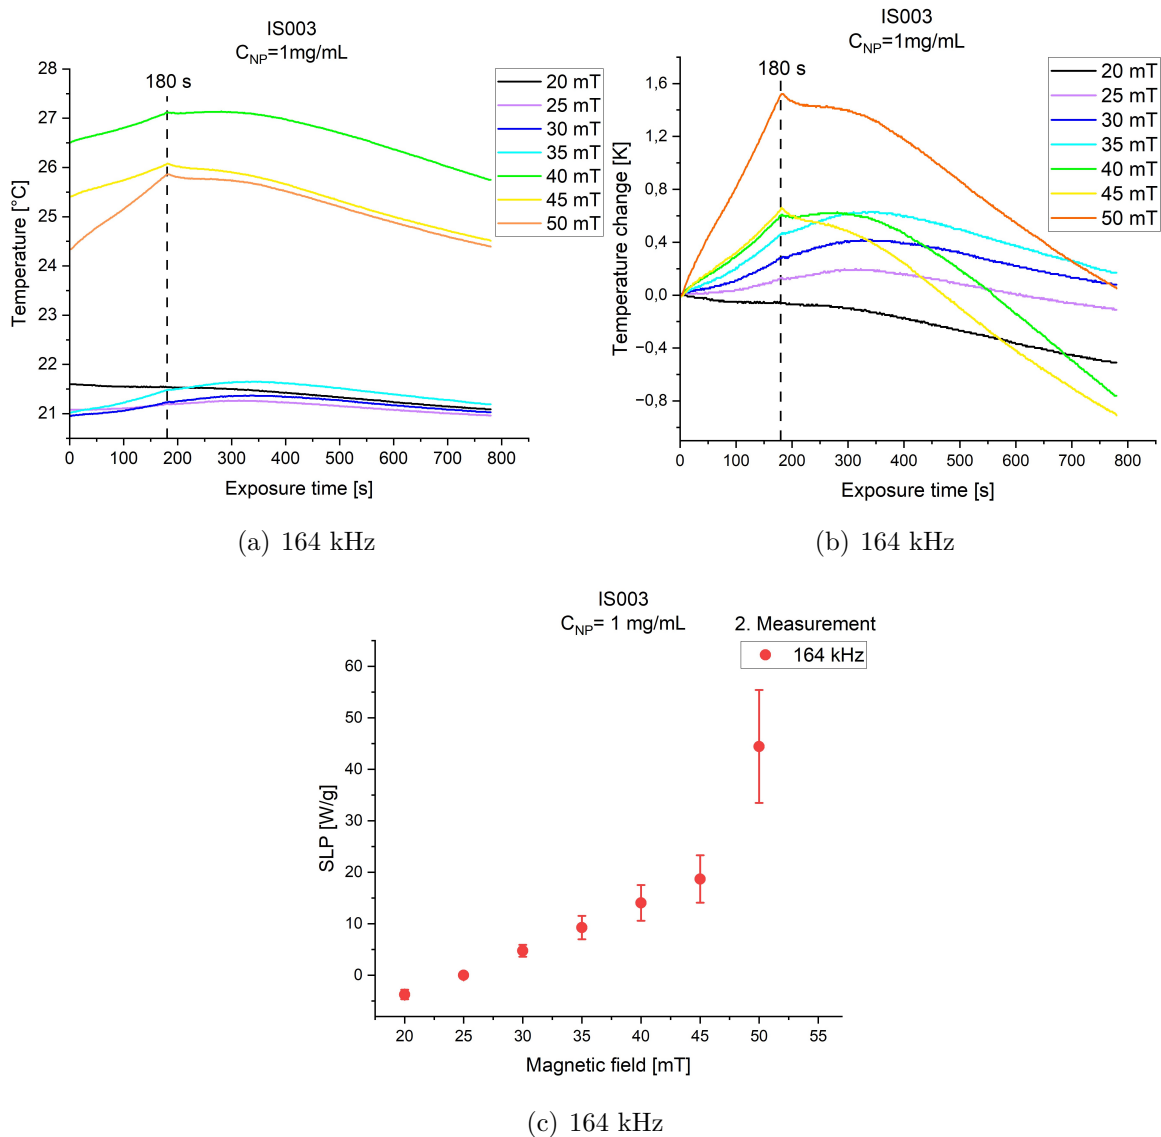 IS003
C_NP=1mg/mL
180 s
28
27
26
25
24
23
22
21
Temperature [°C]
0 100 200 300 400 500 600 700 800
Exposure time [s]
20 mT
25 mT
30 mT
35 mT
40 mT
45 mT
50 mT
(a) 164 kHz
IS003
C_NP=1mg/mL
180 s
1,6
1,2
0,8
0,4
0,0
−0,4
−0,8
Temperature change [K]
0 100 200 300 400 500 600 700 800
Exposure time [s]
20 mT
25 mT
30 mT
35 mT
40 mT
45 mT
50 mT
(b) 164 kHz
IS003
C_NP= 1 mg/mL
2. Measurement
164 kHz
60
50
40
30
20
10
0
SLP [W/g]
20 25 30 35 40 45 50 55
Magnetic field [mT]
(c) 164 kHz